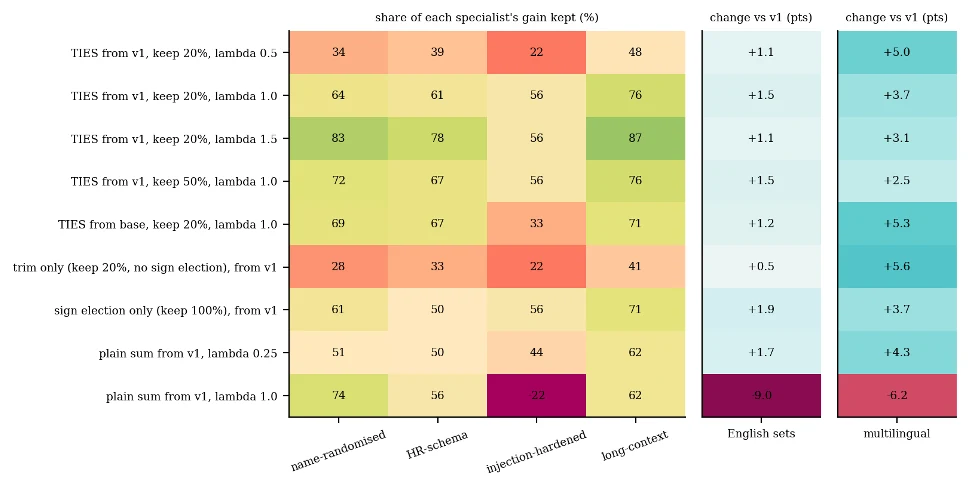 share of each specialist's gain kept (%)
change vs v1 (pts)
change vs v1 (pts)
TIES from v1, keep 20%, lambda 0.5 34 39 22 48 +1.1 +5.0
TIES from v1, keep 20%, lambda 1.0 64 61 56 76 +1.5 +3.7
TIES from v1, keep 20%, lambda 1.5 83 78 56 87 +1.1 +3.1
TIES from v1, keep 50%, lambda 1.0 72 67 56 76 +1.5 +2.5
TIES from base, keep 20%, lambda 1.0 69 67 33 71 +1.2 +5.3
trim only (keep 20%, no sign election), from v1 28 33 22 41 +0.5 +5.6
sign election only (keep 100%), from v1 61 50 56 71 +1.9 +3.7
plain sum from v1, lambda 0.25 51 50 44 62 +1.7 +4.3
plain sum from v1, lambda 1.0 74 56 -22 62 -9.0 -6.2
name-randomised
HR-schema
injection-hardened
long-context
English sets
multilingual